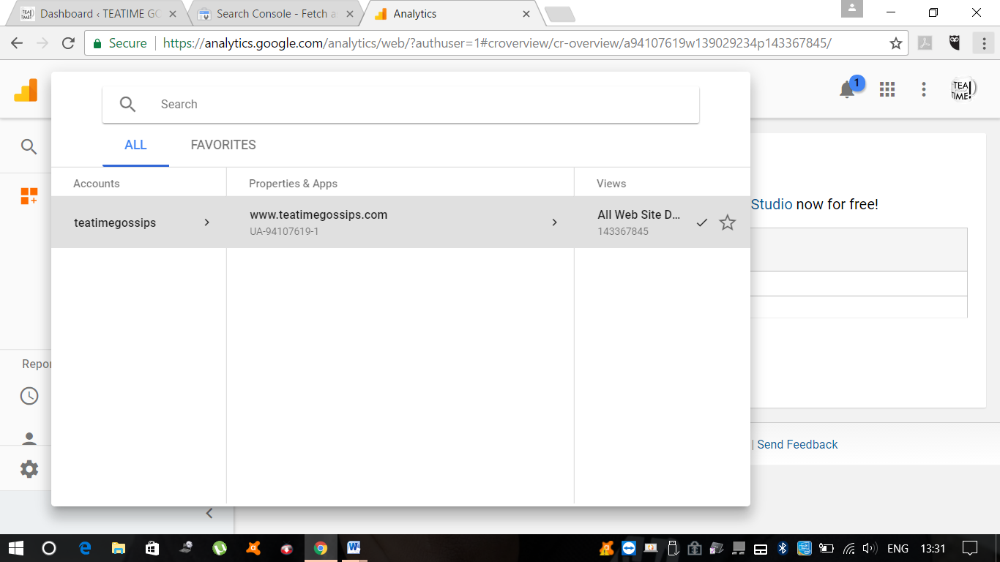 Dashboard ‹ TEATIME GO
Search Console - Fetch a
Analytics
Secure
https://analytics.google.com/analytics/web/?authuser=1#croverview/cr-overview/a94107619w139029234p143367845/
1
TEA
TIME!
Search
ALL
FAVORITES
Accounts
Properties & Apps
Views
teatimegossips
www.teatimegossips.com
UA-94107619-1
All Web Site D...
143367845
Studio now for free!
Repor
| Send Feedback
ENG
13:31